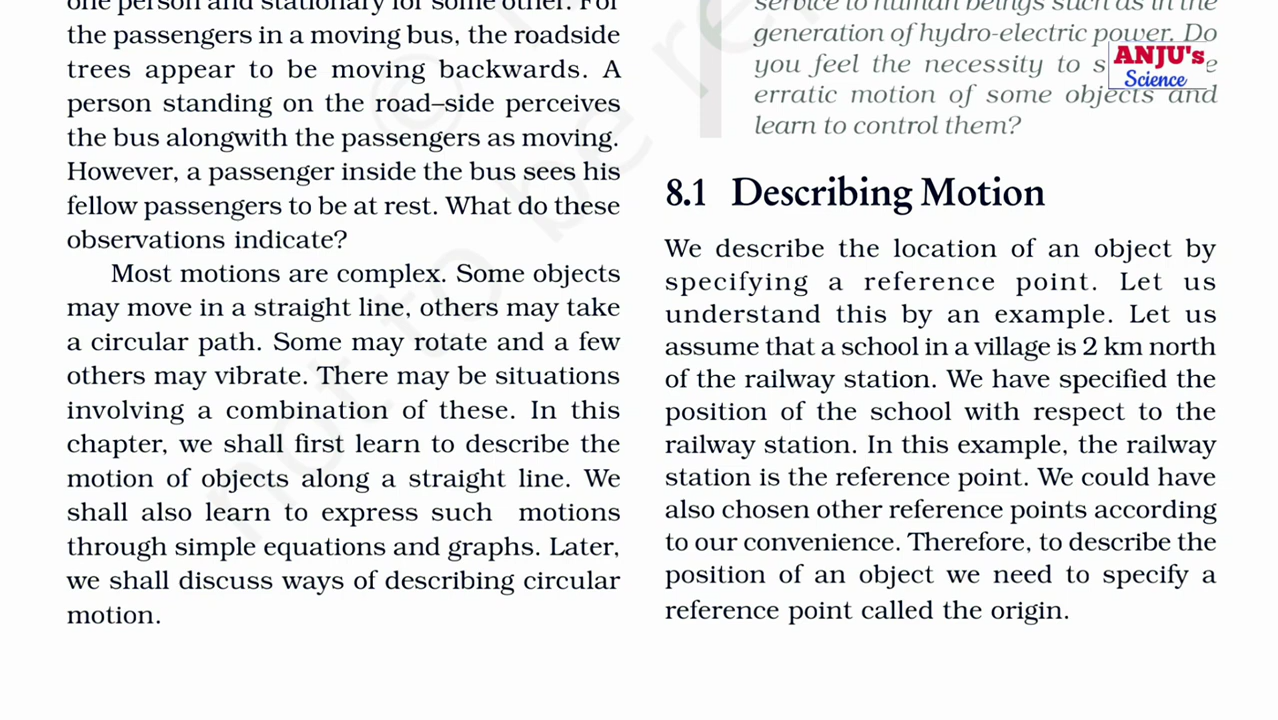 one person and stationary for some other. For
the passengers in a moving bus, the roadside
trees appear to be moving backwards. A
person standing on the road–side perceives
the bus alongwith the passengers as moving.
However, a passenger inside the bus sees his
fellow passengers to be at rest. What do these
observations indicate?
Most motions are complex. Some objects
may move in a straight line, others may take
a circular path. Some may rotate and a few
others may vibrate. There may be situations
involving a combination of these. In this
chapter, we shall first learn to describe the
motion of objects along a straight line. We
shall also learn to express such motions
through simple equations and graphs. Later,
we shall discuss ways of describing circular
motion.
service to human beings such as in the
generation of hydro-electric power. Do
you feel the necessity to s e
erratic motion of some objects and
learn to control them?
ANJU's
Science
8.1 Describing Motion
We describe the location of an object by
specifying a reference point. Let us
understand this by an example. Let us
assume that a school in a village is 2 km north
of the railway station. We have specified the
position of the school with respect to the
railway station. In this example, the railway
station is the reference point. We could have
also chosen other reference points according
to our convenience. Therefore, to describe the
position of an object we need to specify a
reference point called the origin.
not to be re
©